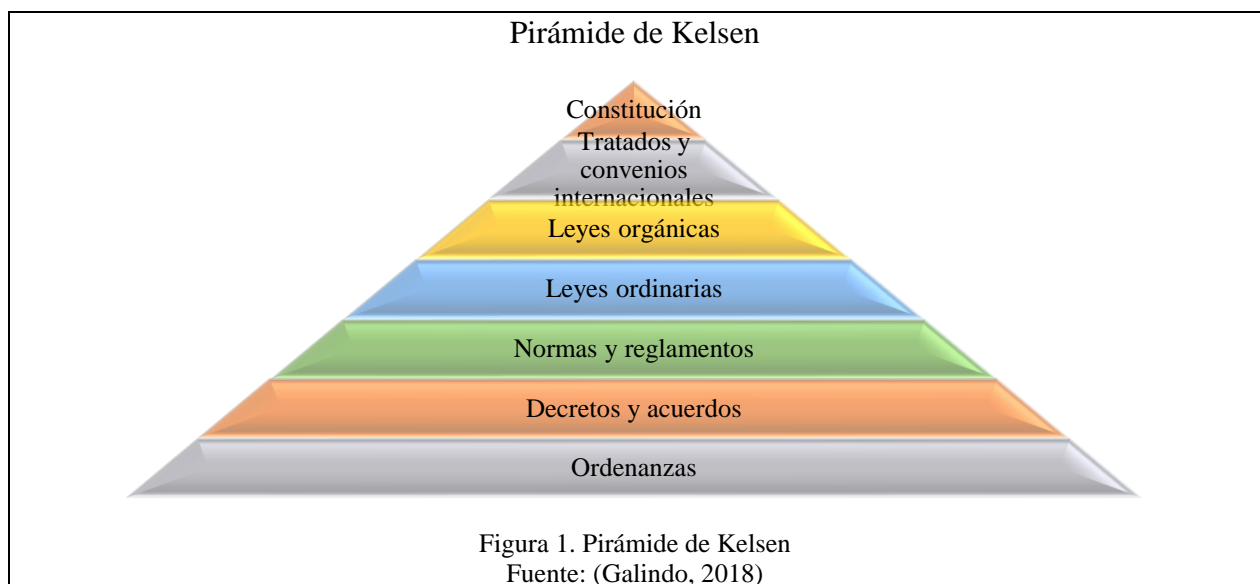 Pirámide de Kelsen
Constitución
Tratados y
convenios
internacionales
Leyes orgánicas
Leyes ordinarias
Normas y reglamentos
Decretos y acuerdos
Ordenanzas
Figura 1. Pirámide de Kelsen
Fuente: (Galindo, 2018)